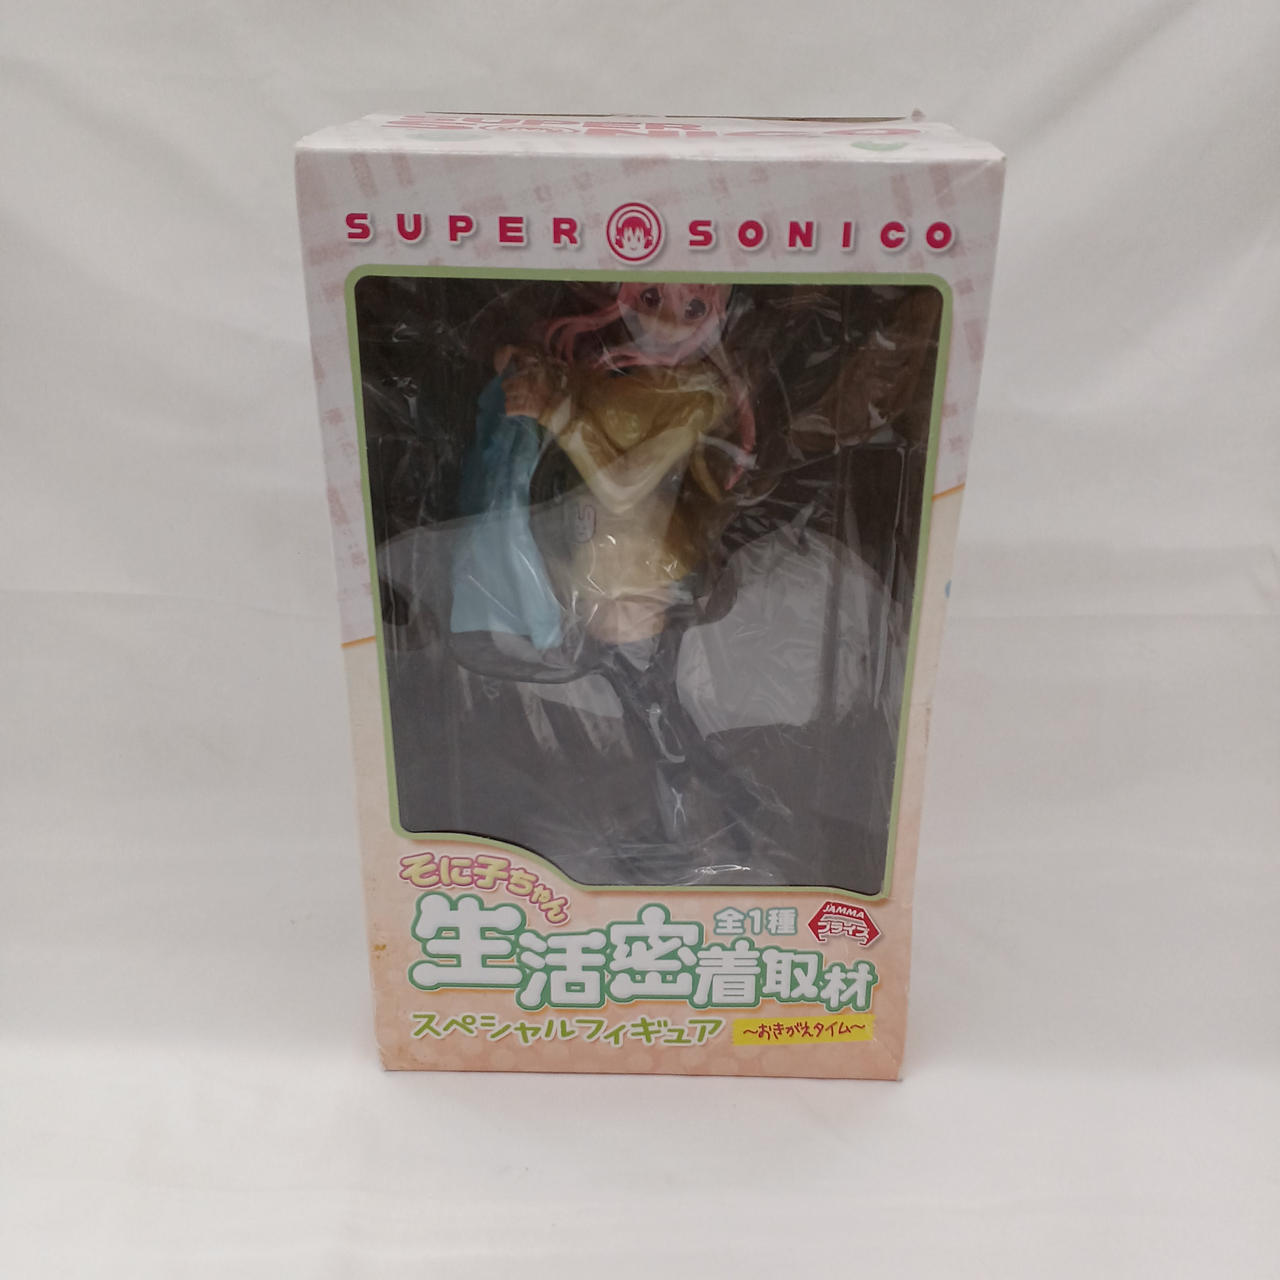 SUPER SONICO
SUPER SONICO
そに子ちゃん
生活密着取材
全1種
JAMMA
プライズ
スペシャルフィギュア
～おきがえタイム～